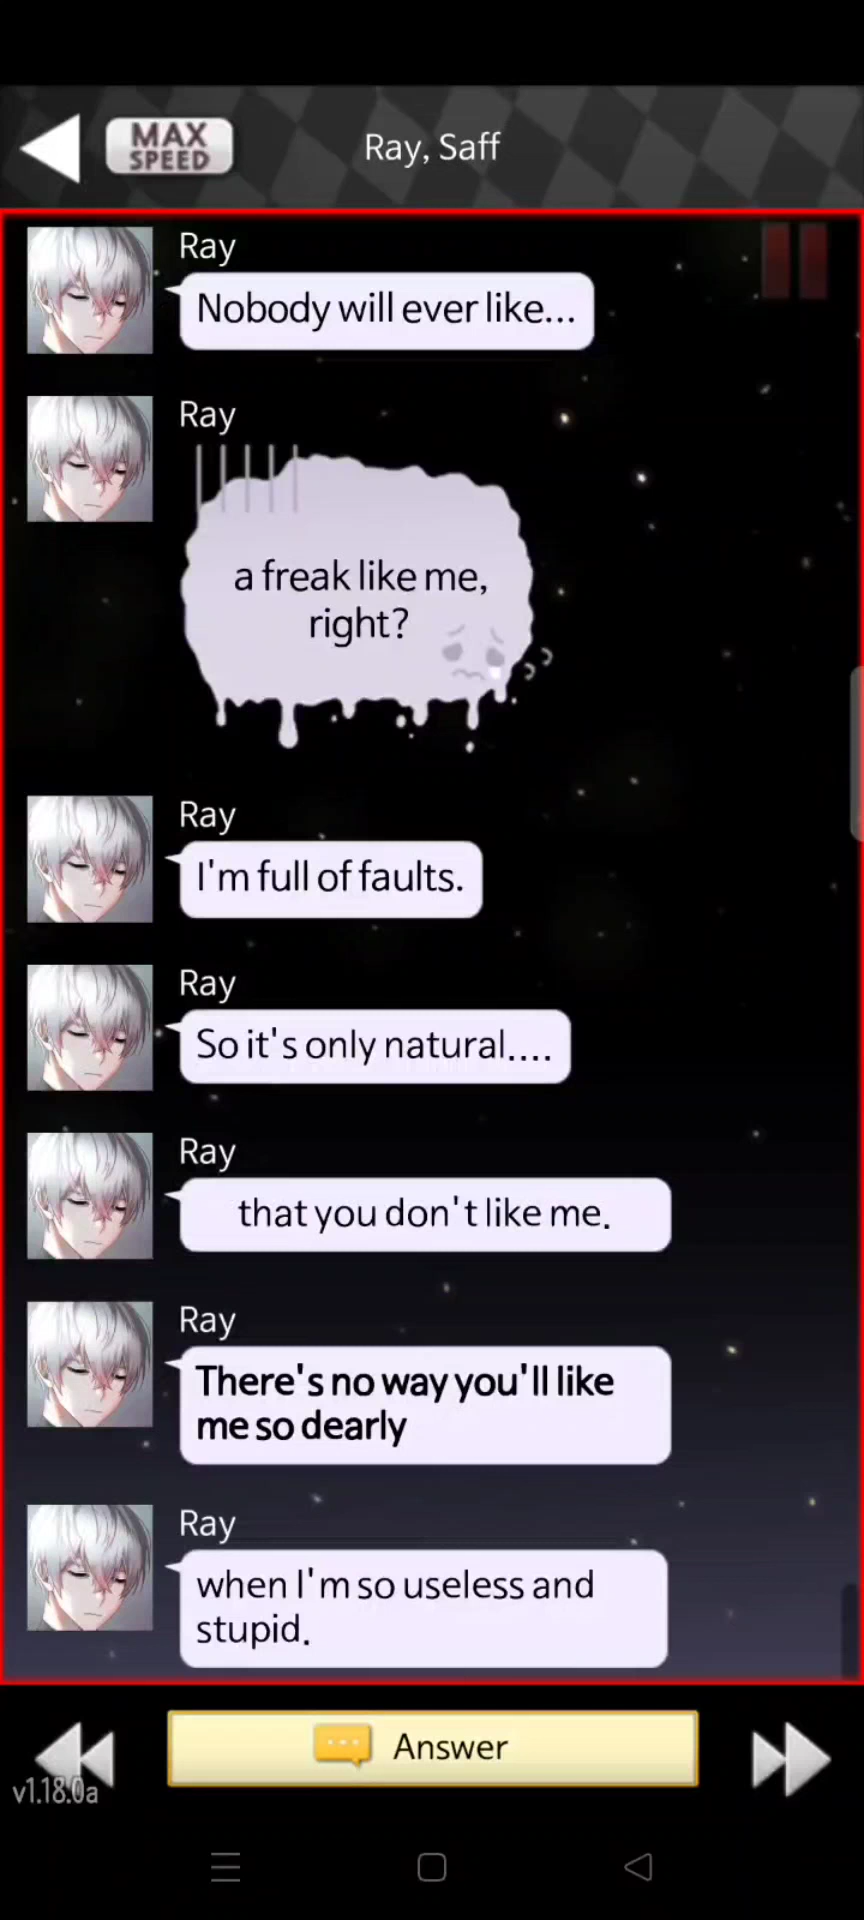 MAX
SPEED
Ray, Saff
Ray
Nobody will ever like...
Ray
a freak like me,
right?
Ray
I'm full of faults.
Ray
So it's only natural....
Ray
that you don't like me.
Ray
There's no way you'll like
me so dearly
Ray
when I'm so useless and
stupid.
Answer
v1.18.0a